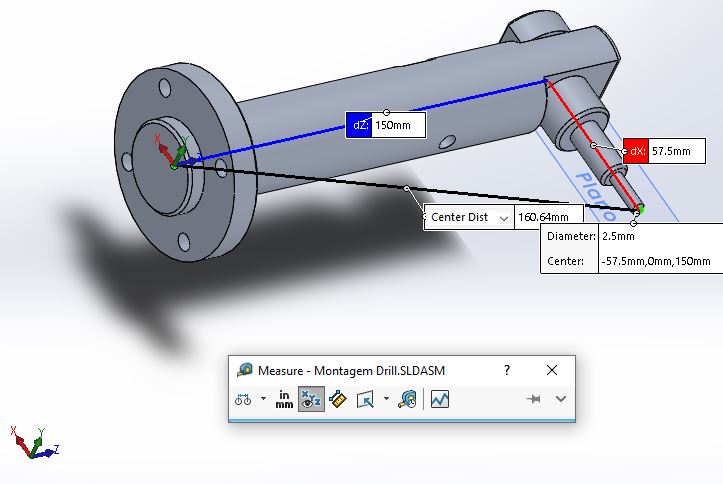 X
Y
Z
dZ:
150mm
dX:
57.5mm
Plano
Center Dist
160.64mm
Diameter: 2.5mm
Center: -57.5mm,0mm,150mm
Measure - Montagem Drill.SLDASM
?
in
mm
XYZ
X
Y
Z